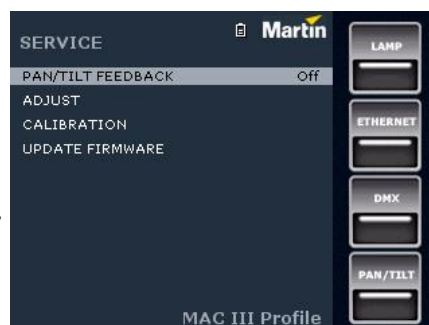 SERVICE
Martin
PAN/TILT FEEDBACK Off
ADJUST
CALIBRATION
UPDATE FIRMWARE
MAC III Profile
LAMP
ETHERNET
DMX
PAN/TILT